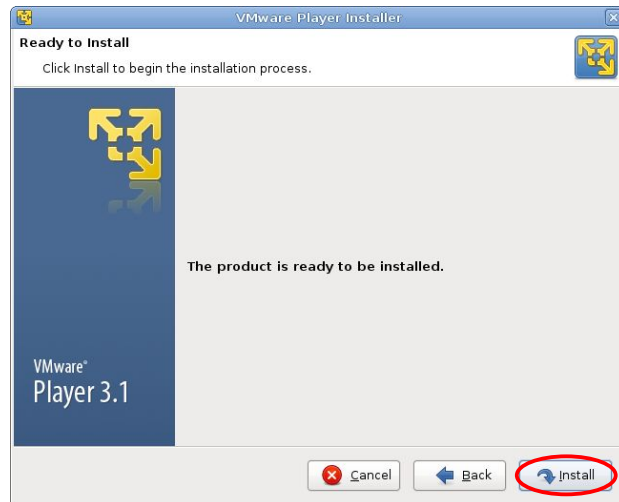 VMware Player Installer
Ready to Install
Click Install to begin the installation process.
The product is ready to be installed.
VMware®
Player 3.1
Cancel
Back
Install